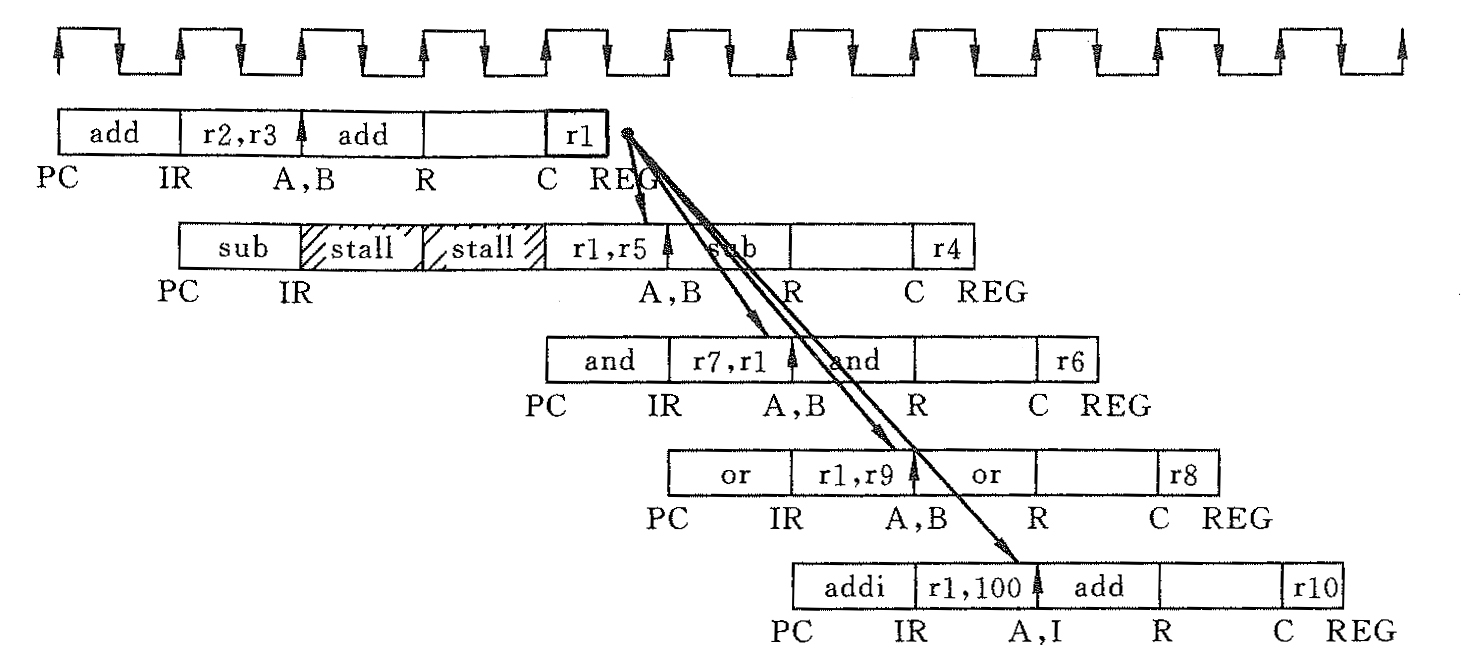 add r2,r3 add r1
PC IR A,B R C REG
sub stall stall r1,r5 sub r4
PC IR A,B R C REG
and r7,r1 and r6
PC IR A,B R C REG
or r1,r9 or r8
PC IR A,B R C REG
addi r1,100 add r10
PC IR A,I R C REG